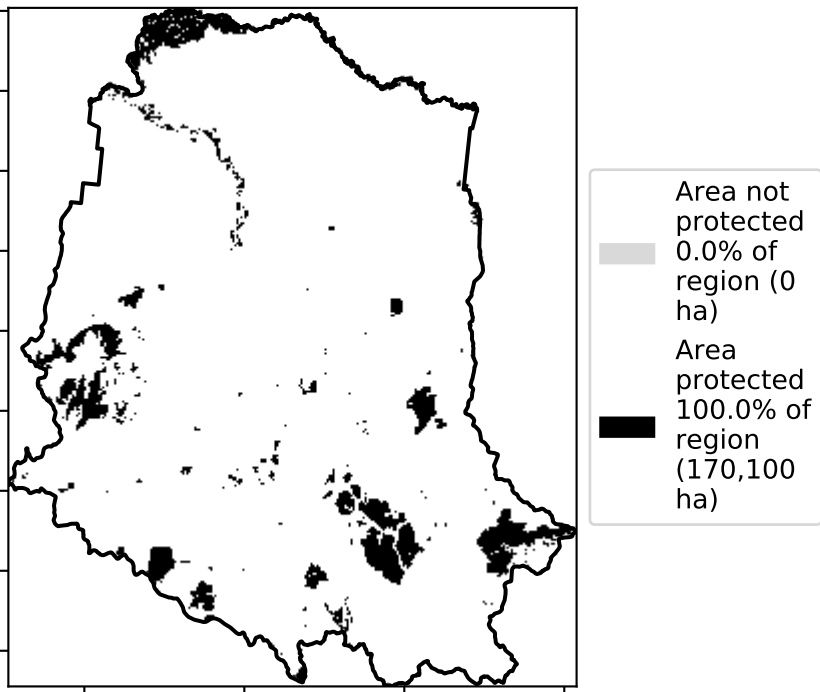 Area not
protected
0.0% of
region (0
ha)
Area
protected
100.0% of
region
(170,100
ha)